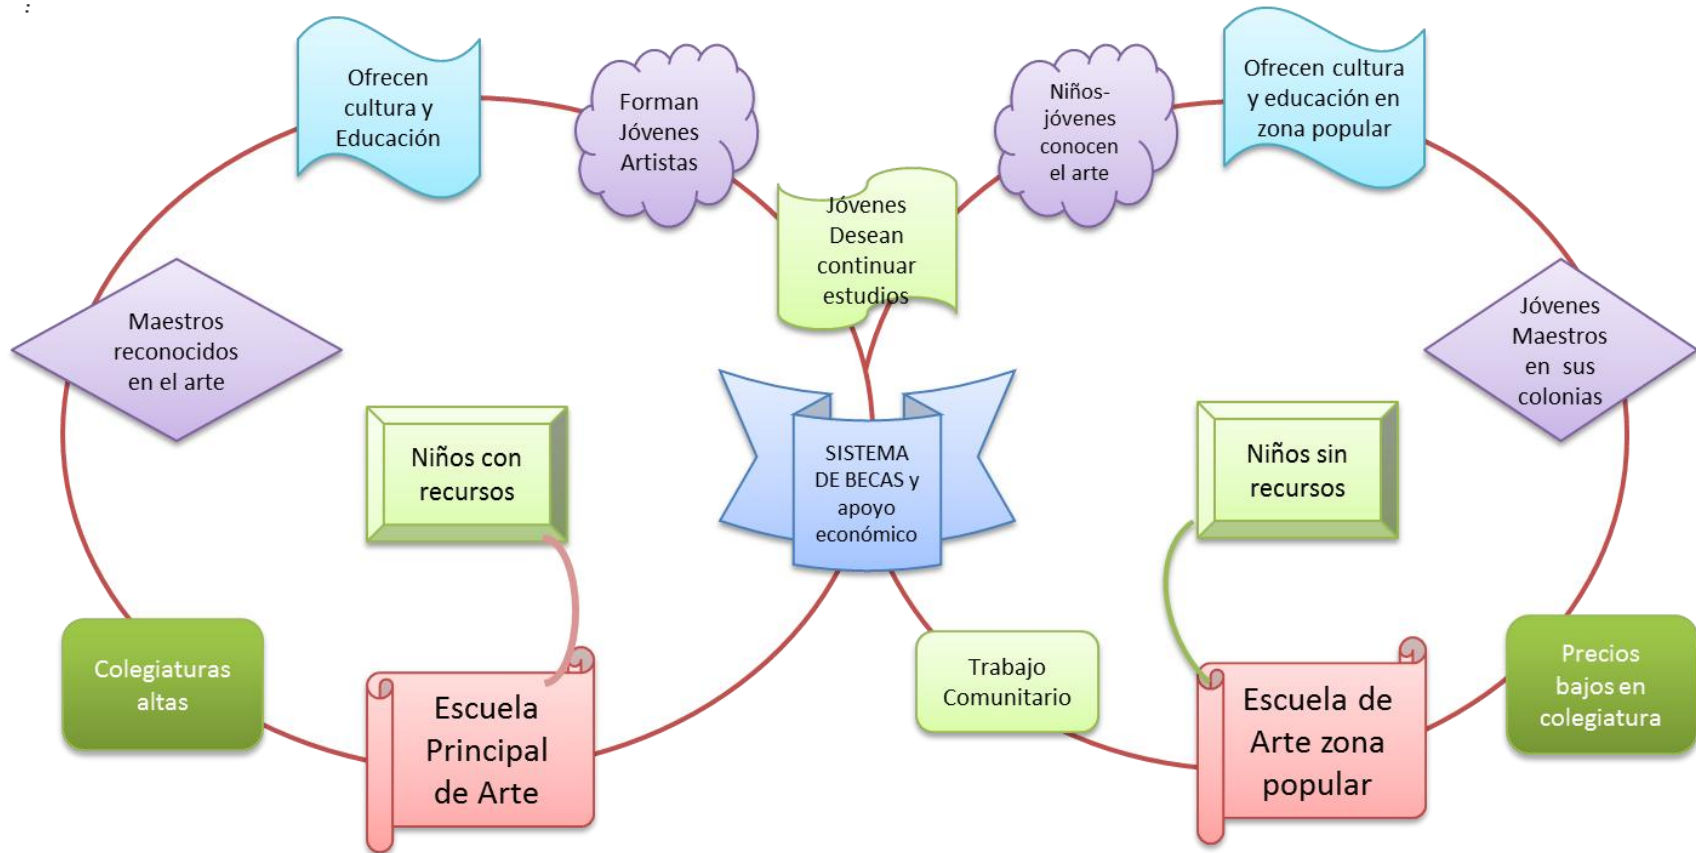 :
Ofrecen
cultura y
Educación
Forman
Jóvenes
Artistas
Niños-
jóvenes
conocen
el arte
Ofrecen cultura
y educación en
zona popular
Jóvenes
Desean
continuar
estudios
Maestros
reconocidos
en el arte
Jóvenes
Maestros
en sus
colonias
Niños con
recursos
SISTEMA
DE BECAS y
apoyo
económico
Niños sin
recursos
Colegiaturas
altas
Escuela
Principal
de Arte
Trabajo
Comunitario
Escuela de
Arte zona
popular
Precios
bajos en
colegiatura